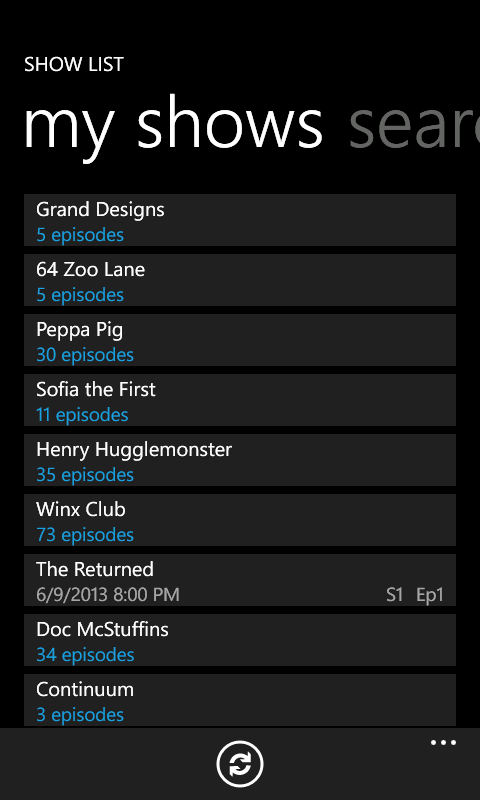 SHOW LIST
my shows sear
Grand Designs
5 episodes
64 Zoo Lane
5 episodes
Peppa Pig
30 episodes
Sofia the First
11 episodes
Henry Hugglemonster
35 episodes
Winx Club
73 episodes
The Returned
6/9/2013 8:00 PM S1 Ep1
Doc McStuffins
34 episodes
Continuum
3 episodes